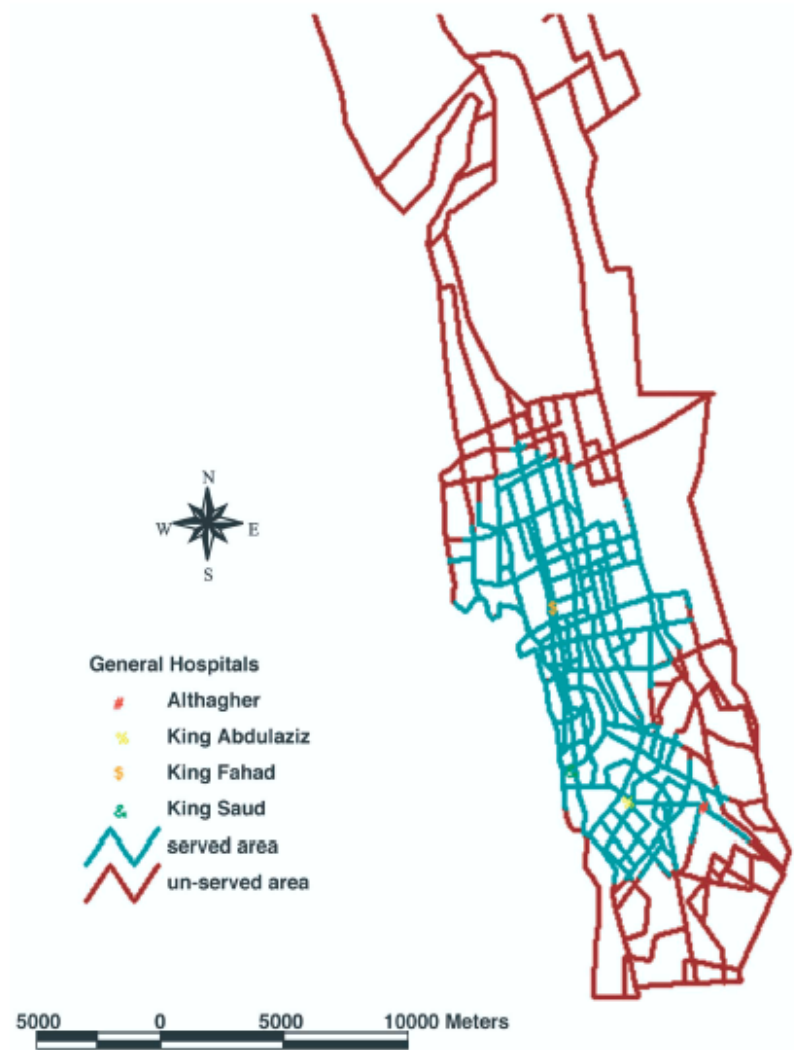 N
W E
S
General Hospitals
# Althagher
% King Abdulaziz
$ King Fahad
& King Saud
served area
un-served area
5000 0 5000 10000 Meters
$
&
%
#